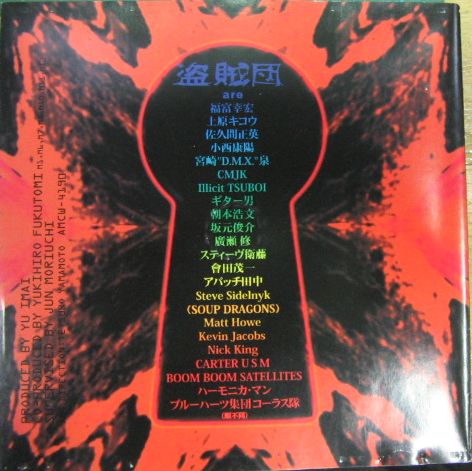 盗賊団
are
福富幸宏
上原キコウ
佐久間正英
小西康陽
宮崎"D.M.X."泉
CMJK
Illicit TSUBOI
ギター男
朝本浩文
坂元俊介
廣瀬 修
スティーヴ衛藤
會田茂一
アパッチ田中
Steve Sidelnyk
(SOUP DRAGONS)
Matt Howe
Kevin Jacobs
Nick King
CARTER U S M
BOOM BOOM SATELLITES
ハーモニカ・マン
ブルーハーツ集団コーラス隊
PRODUCED BY YU IMAI
CO-PRODUCED BY YUKIHIRO FUKUTOMI
SUPERVISED BY JUN MORIUCHI
YAMAMOTO AMCW-4190